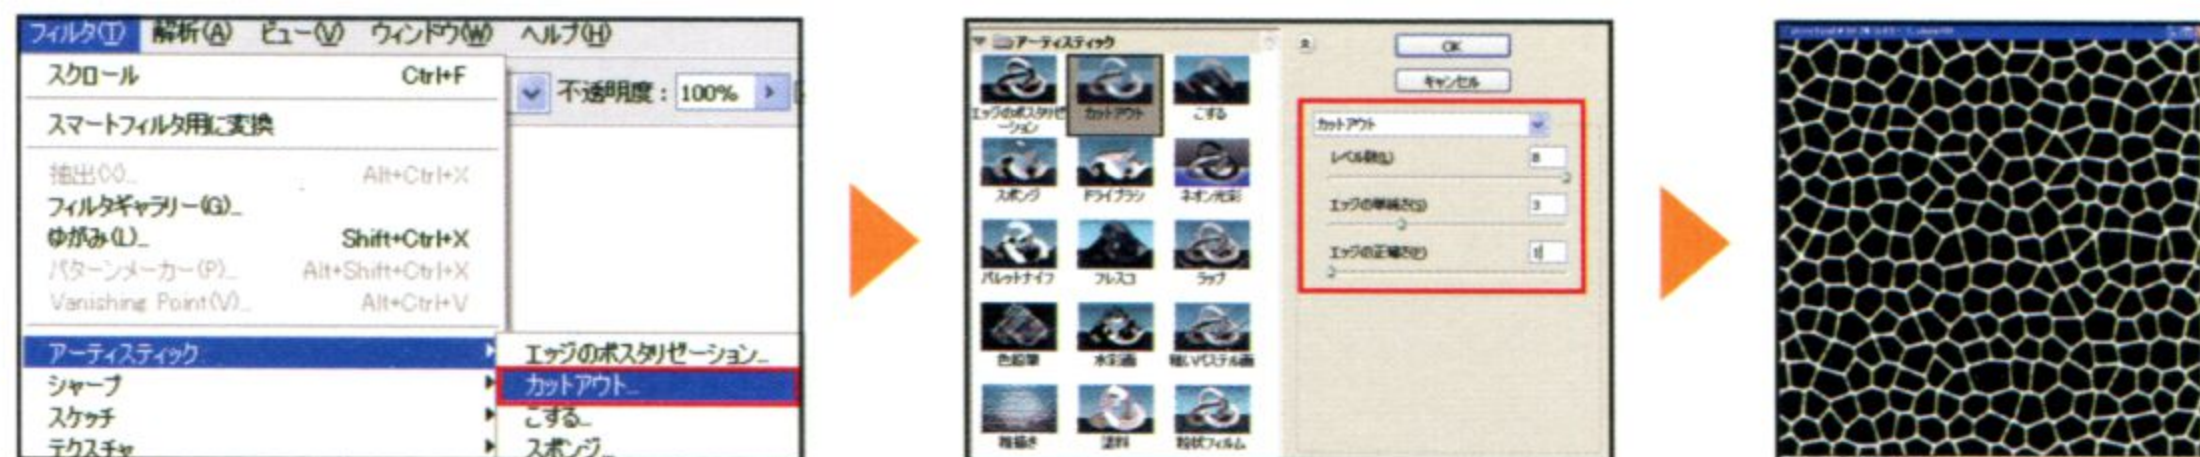 フィルタ(T) 解析(A) ビュー(V) ウィンドウ(W) ヘルプ(H)
スクロール Ctrl+F
不透明度：100%
スマートフィルタ用に変換
抽出(X)... Alt+Ctrl+X
フィルタギャラリー(G)...
ゆがみ(L)... Shift+Ctrl+X
パターンメーカー(P)... Alt+Shift+Ctrl+X
Vanishing Point(V)... Alt+Ctrl+V
アーティスティック
シャープ
スケッチ
テクスチャ
エッジのポスタリゼーション...
カットアウト...
こする...
スポンジ...
アーティスティック
エッジのポスタリゼ
ーション
カットアウト
こする
スポンジ
ドライブラシ
ネオン光彩
パレットナイフ
フレスコ
ラップ
色鉛筆
水彩画
粗いパステル画
粗描き
塗料
粒状フィルム
OK
キャンセル
カットアウト
レベル数(L) 8
エッジの単純さ(S) 3
エッジの正確さ(F) 1